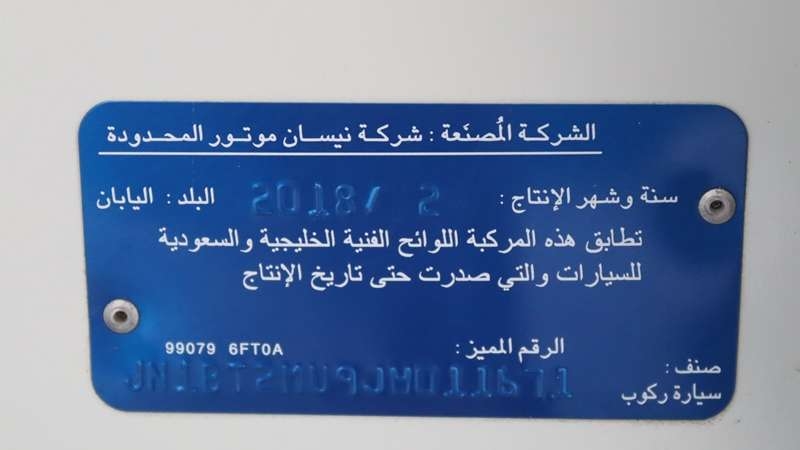 الشركة المُصنَعة : شركة نيسان موتور المحدودة
سنة وشهر الإنتاج : 2018/ 2 البلد : اليابان
تطابق هذه المركبة اللوائح الفنية الخليجية والسعودية
للسيارات والتي صدرت حتى تاريخ الإنتاج
الرقم المميز : 99079 6FT0A
صنف :
سيارة ركوب